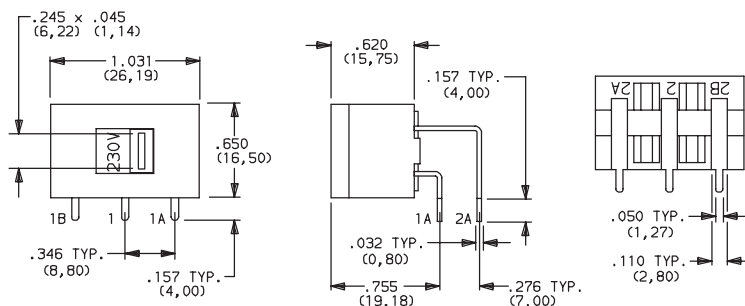 .245 x .045
(6,22) (1,14)
1.031
(26,19)
230V
.650
(16,50)
1B 1 1A
.346 TYP.
(8,80)
.157 TYP.
(4,00)
.620
(15,75)
.157 TYP.
(4,00)
1A 2A
.032 TYP.
(0,80)
.755
(19,18)
.276 TYP.
(7,00)
2A 2 2B
.050 TYP.
(1,27)
.110 TYP.
(2,80)